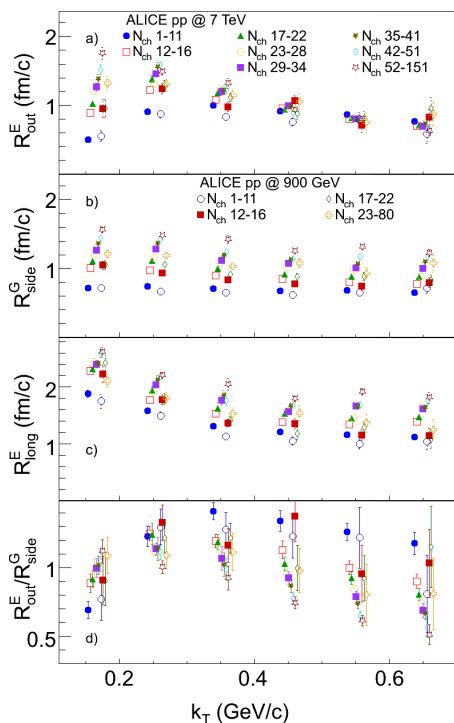 ALICE pp @ 7 TeV
a)
N_ch 1-11
N_ch 12-16
N_ch 17-22
N_ch 23-28
N_ch 29-34
N_ch 35-41
N_ch 42-51
N_ch 52-151
R^E_out (fm/c)
2
1
ALICE pp @ 900 GeV
b)
N_ch 1-11
N_ch 12-16
N_ch 17-22
N_ch 23-80
R^G_side (fm/c)
2
1
R^E_long (fm/c)
2
1
c)
R^E_out/R^G_side
1
0.5
d)
0.2 0.4 0.6
k_T (GeV/c)